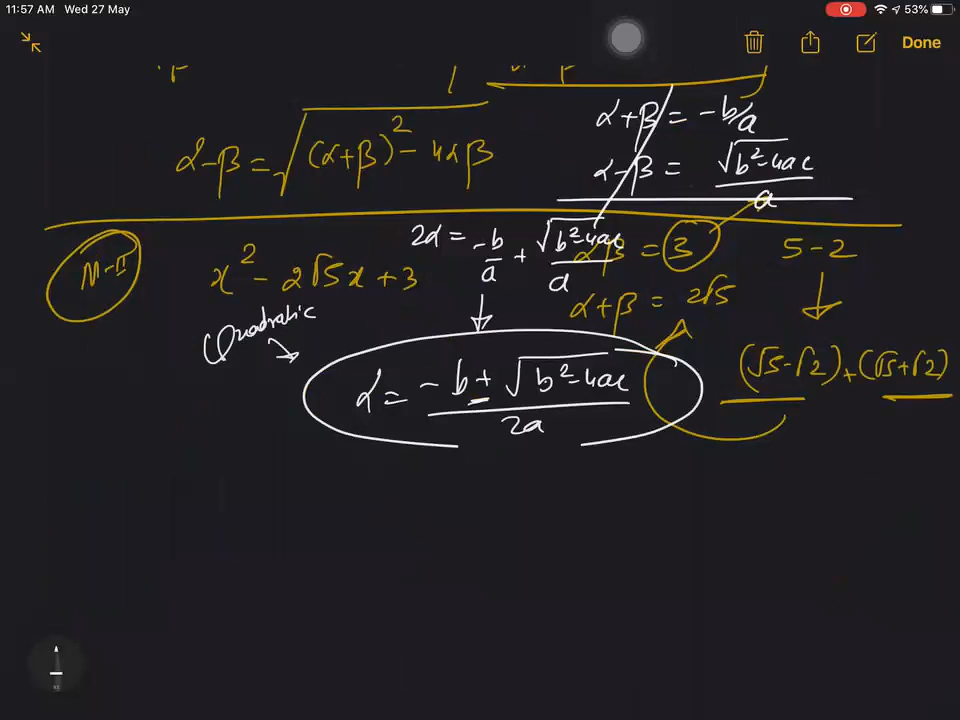 11:57 AM Wed 27 May
53%
Done
α-β = √(α+β)² - 4αβ
α+β = -b/a
α-β = √b²-4ac / a
M-II
x² - 2√5x + 3
2α = -b/a + √b²-4ac / a
αβ = 3
5-2
α+β = 2√5
Quadratic
α = -b ± √b²-4ac / 2a
(√5-√2) + (√5+√2)